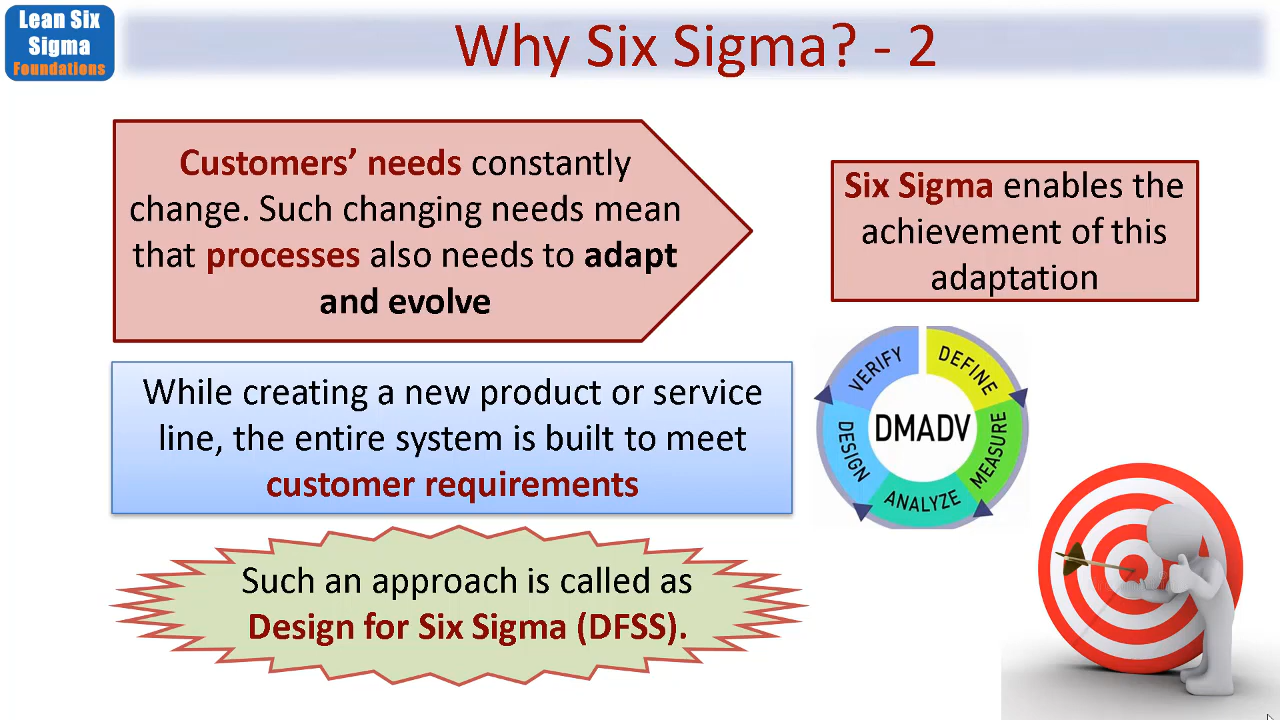 Lean Six
Sigma
Foundations
Why Six Sigma? - 2
Customers’ needs constantly
change. Such changing needs mean
that processes also needs to adapt
and evolve
Six Sigma enables the
achievement of this
adaptation
While creating a new product or service
line, the entire system is built to meet
customer requirements
DMADV
DEFINE
MEASURE
ANALYZE
DESIGN
VERIFY
Such an approach is called as
Design for Six Sigma (DFSS).